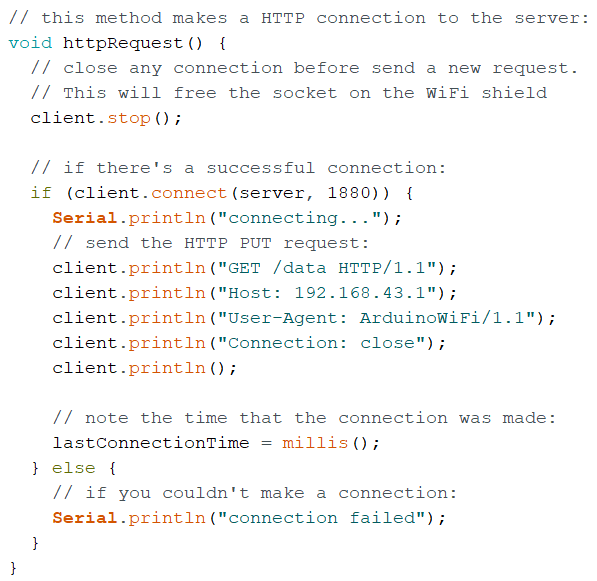 // this method makes a HTTP connection to the server:
void httpRequest() {
  // close any connection before send a new request.
  // This will free the socket on the WiFi shield
  client.stop();

  // if there's a successful connection:
  if (client.connect(server, 1880)) {
    Serial.println("connecting...");
    // send the HTTP PUT request:
    client.println("GET /data HTTP/1.1");
    client.println("Host: 192.168.43.1");
    client.println("User-Agent: ArduinoWiFi/1.1");
    client.println("Connection: close");
    client.println();

    // note the time that the connection was made:
    lastConnectionTime = millis();
  } else {
    // if you couldn't make a connection:
    Serial.println("connection failed");
  }
}